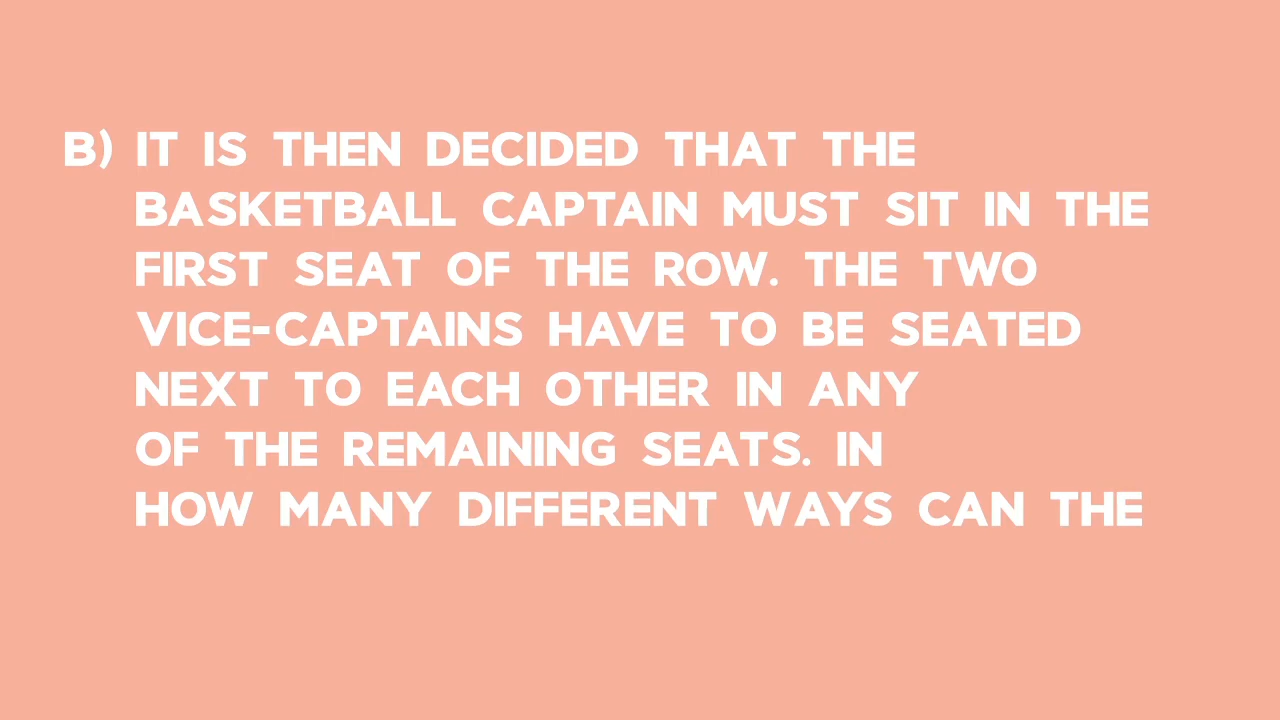 B) IT IS THEN DECIDED THAT THE
BASKETBALL CAPTAIN MUST SIT IN THE
FIRST SEAT OF THE ROW. THE TWO
VICE-CAPTAINS HAVE TO BE SEATED
NEXT TO EACH OTHER IN ANY
OF THE REMAINING SEATS. IN
HOW MANY DIFFERENT WAYS CAN THE